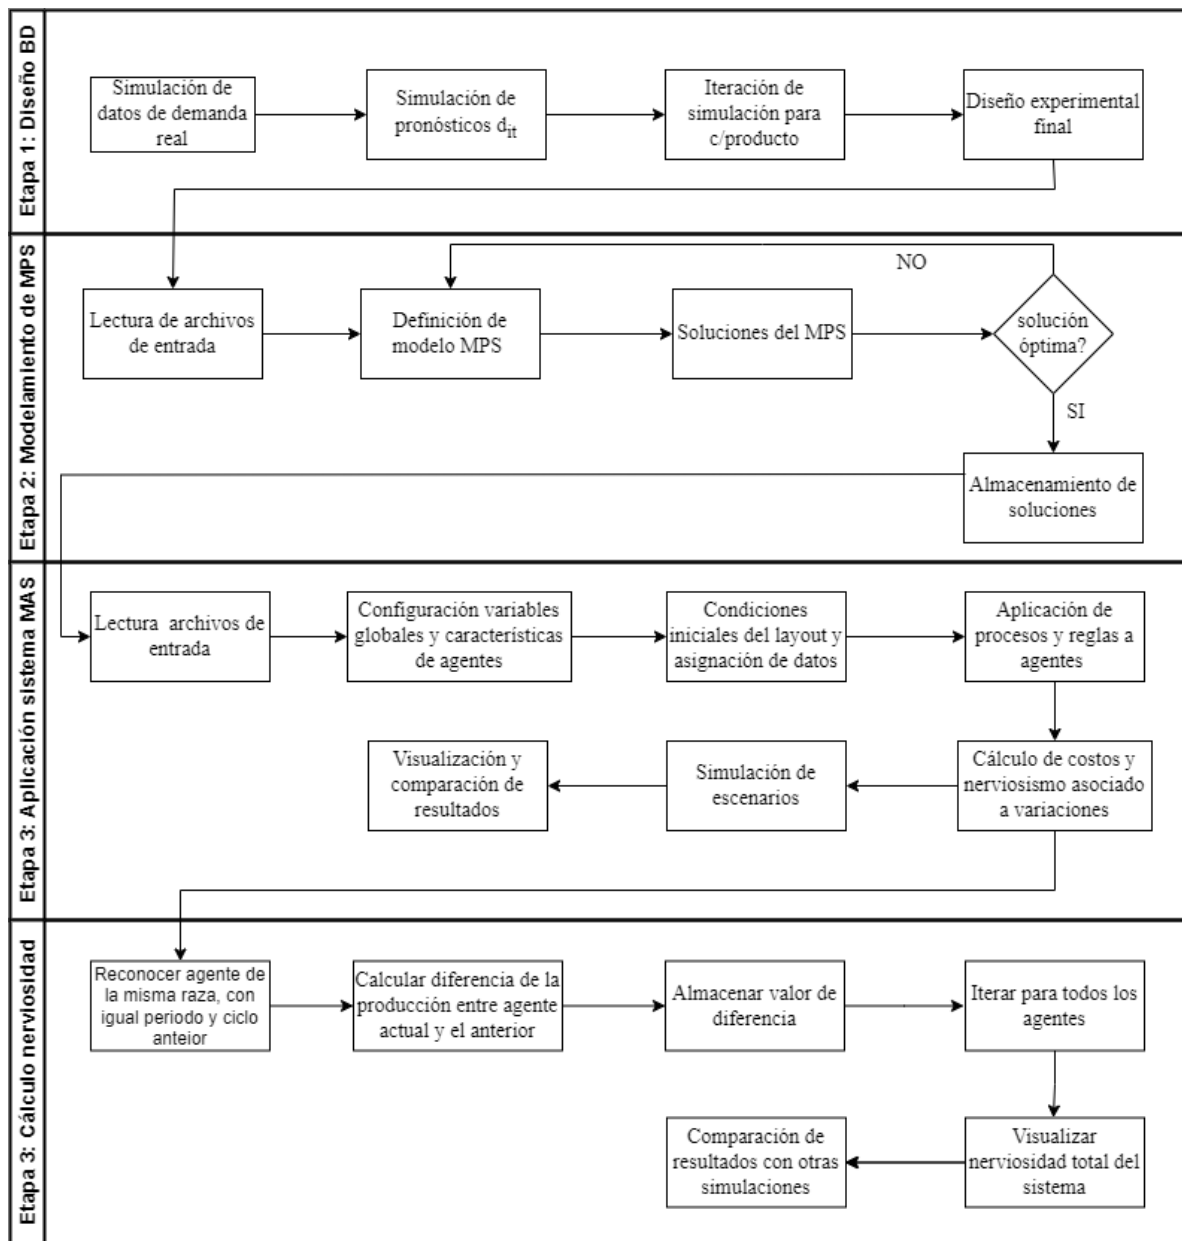 Etapa 1: Diseño BD
Simulación de
datos de demanda
real
Simulación de
pronósticos dit
Iteración de
simulación para
c/producto
Diseño experimental
final
Etapa 2: Modelamiento de MPS
NO
Lectura de archivos
de entrada
Definición de
modelo MPS
Soluciones del MPS
solución
óptima?
SI
Almacenamiento de
soluciones
Etapa 3: Aplicación sistema MAS
Lectura archivos de
entrada
Configuración variables
globales y características
de agentes
Condiciones
iniciales del layout y
asignación de datos
Aplicación de
procesos y reglas a
agentes
Visualización y
comparación de
resultados
Simulación de
escenarios
Cálculo de costos y
nerviosismo asociado
a variaciones
Etapa 3: Cálculo nerviosidad
Reconocer agente de
la misma raza, con
igual periodo y ciclo
anteior
Calcular diferencia de la
producción entre agente
actual y el anterior
Almacenar valor de
diferencia
Iterar para todos los
agentes
Comparación de
resultados con otras
simulaciones
Visualizar
nerviosidad total del
sistema